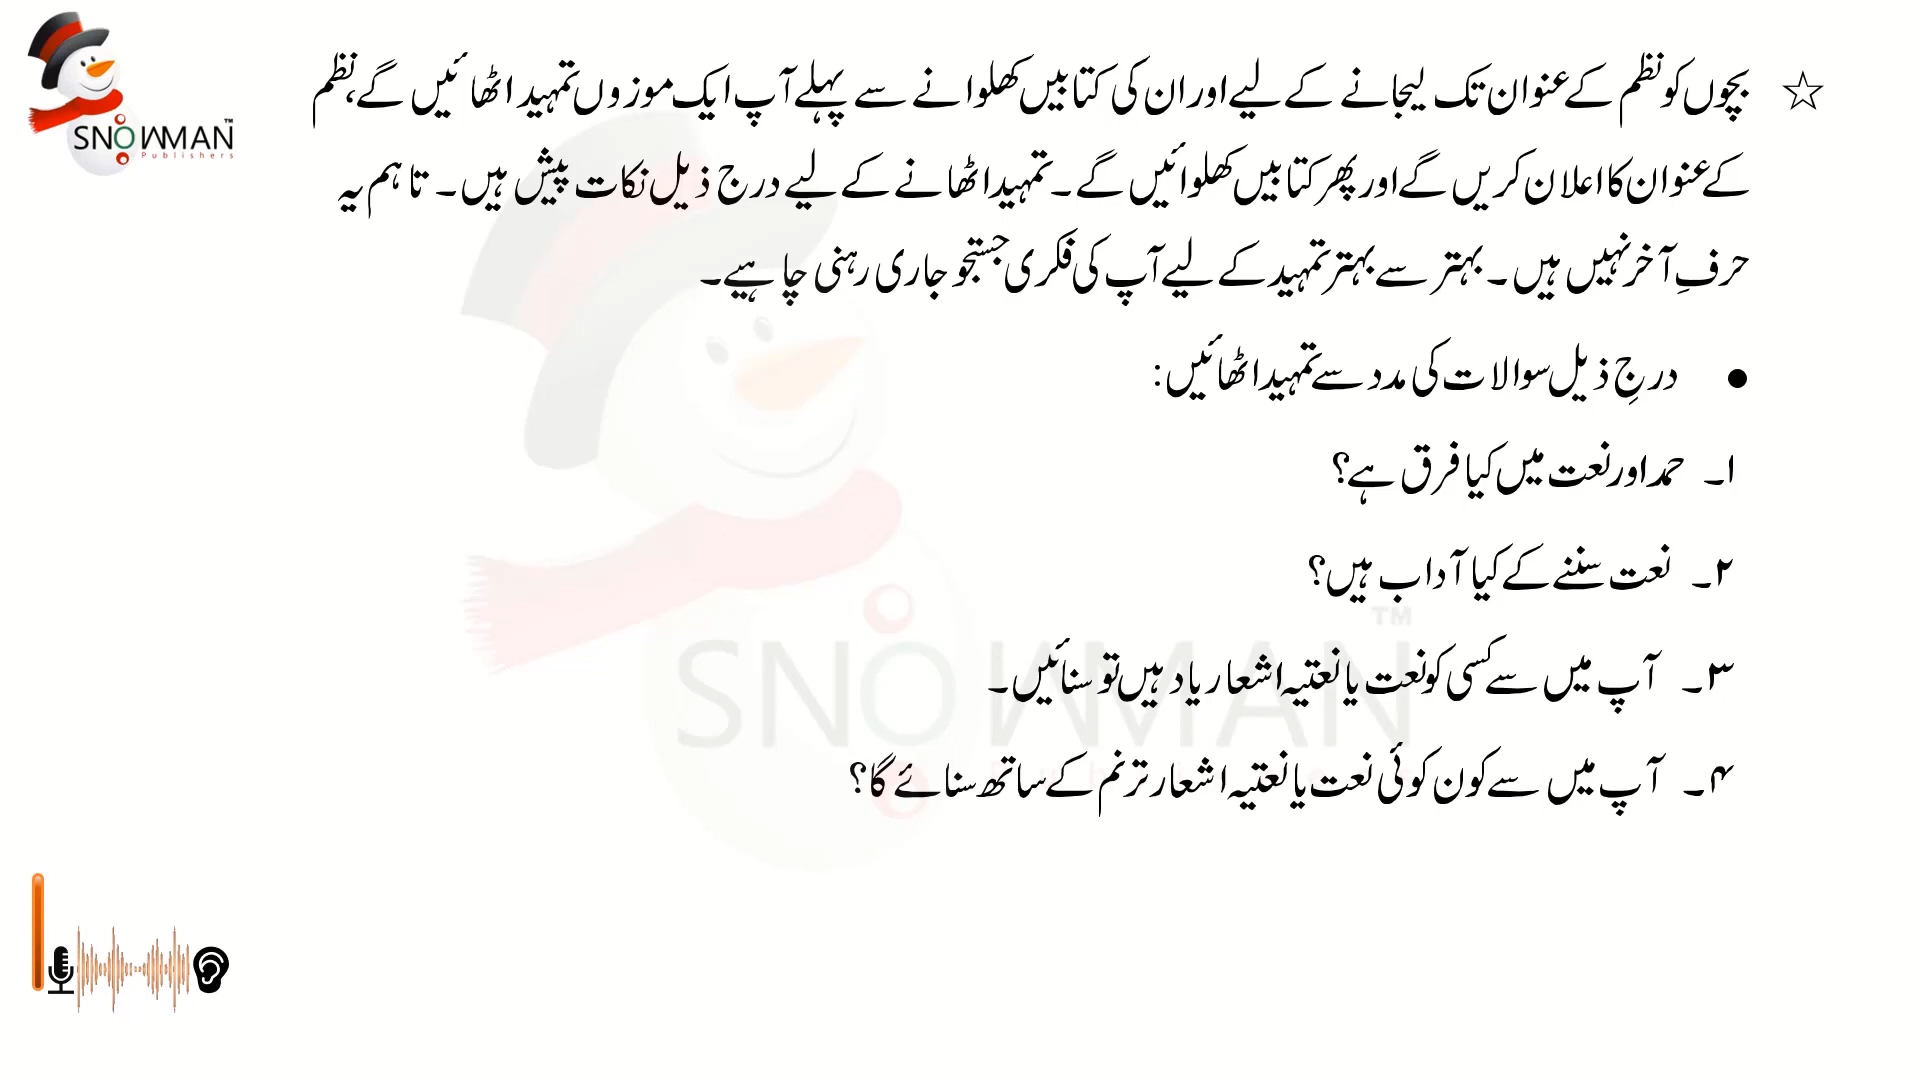 SNOWMAN™
Publishers
☆ بچوں کو نظم کے عنوان تک لیجانے کے لیے اور ان کی کتابیں کھلوانے سے پہلے آپ ایک موزوں تمہید اٹھائیں گے، نظم
کے عنوان کا اعلان کریں گے اور پھر کتابیں کھلوائیں گے۔ تمہید اٹھانے کے لیے درج ذیل نکات پیش ہیں۔ تاہم یہ
حرفِ آخر نہیں ہیں۔ بہتر سے بہتر تمہید کے لیے آپ کی فکری جستجو جاری رہنی چاہیے۔
● درجِ ذیل سوالات کی مدد سے تمہید اٹھائیں:
۱۔ حمد اور نعت میں کیا فرق ہے؟
۲۔ نعت سننے کے کیا آداب ہیں؟
۳۔ آپ میں سے کسی کو نعت یا نعتیہ اشعار یاد ہیں تو سنائیں۔
۴۔ آپ میں سے کون کوئی نعت یا نعتیہ اشعار ترنم کے ساتھ سنائے گا؟
SNOWMAN™